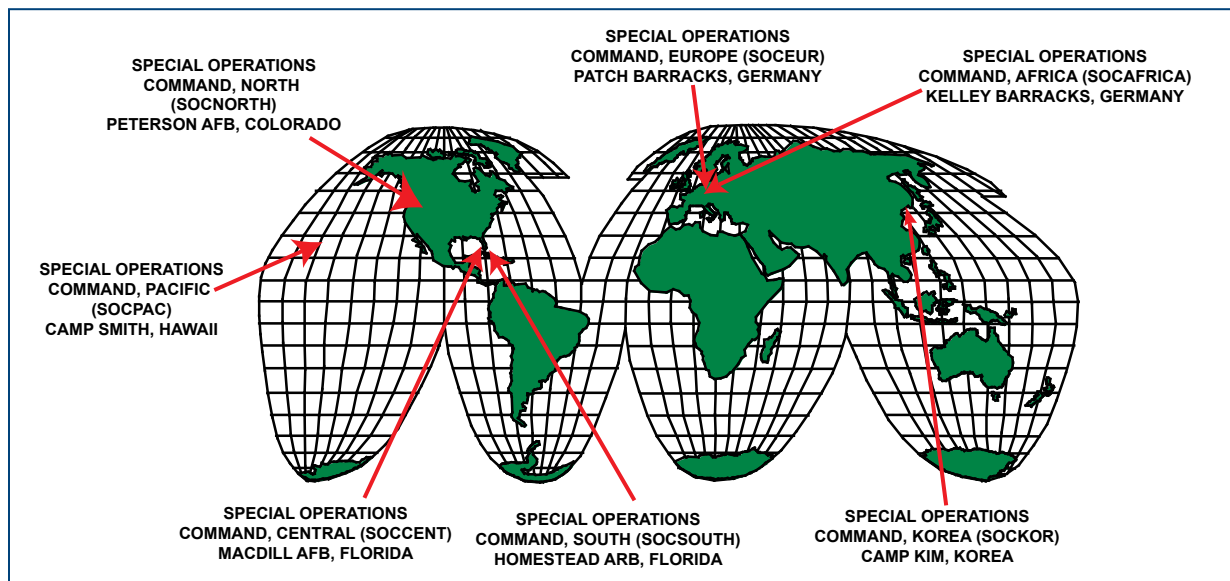 SPECIAL OPERATIONS
COMMAND, NORTH
(SOCNORTH)
PETERSON AFB, COLORADO
SPECIAL OPERATIONS
COMMAND, EUROPE (SOCEUR)
PATCH BARRACKS, GERMANY
SPECIAL OPERATIONS
COMMAND, AFRICA (SOCAFRICA)
KELLEY BARRACKS, GERMANY
SPECIAL OPERATIONS
COMMAND, PACIFIC
(SOCPAC)
CAMP SMITH, HAWAII
SPECIAL OPERATIONS
COMMAND, CENTRAL (SOCCENT)
MACDILL AFB, FLORIDA
SPECIAL OPERATIONS
COMMAND, SOUTH (SOCSOUTH)
HOMESTEAD ARB, FLORIDA
SPECIAL OPERATIONS
COMMAND, KOREA (SOCKOR)
CAMP KIM, KOREA